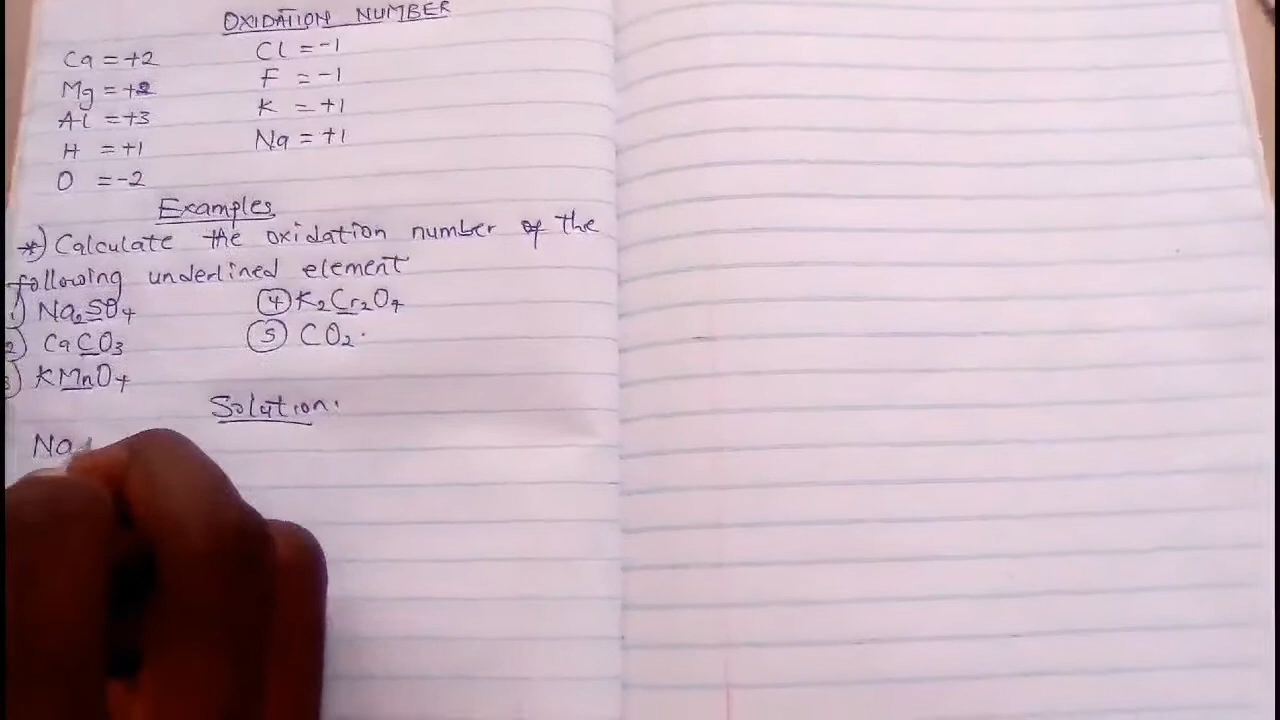 OXIDATION NUMBER
Ca = +2 Cl = -1
Mg = +2 F = -1
Al = +3 K = +1
H = +1 Na = +1
O = -2
Examples
*) Calculate the oxidation number of the
following underlined element
1) Na₂SO₄ ④ K₂Cr₂O₇
2) CaCO₃ ⑤ CO₂.
3) KMnO₄
Solution.
Na